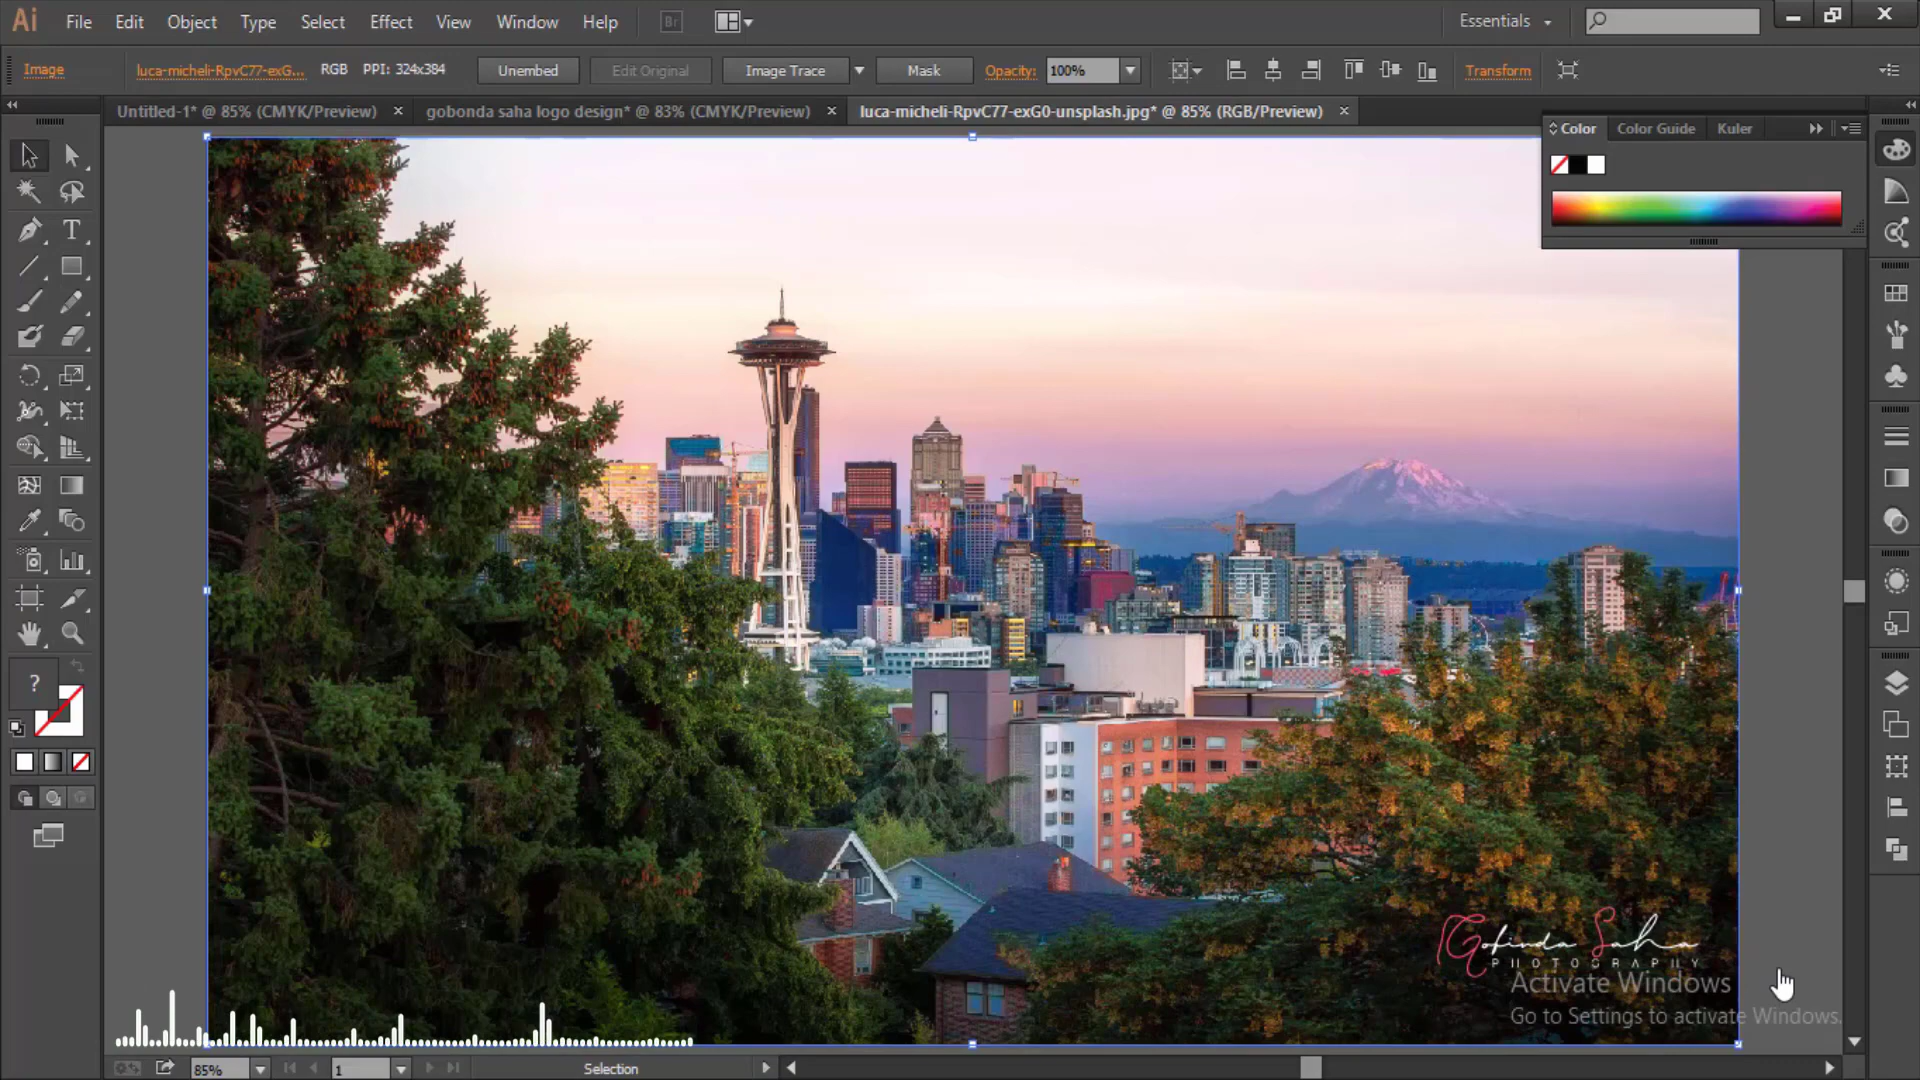 Ai File Edit Object Type Select Effect View Window Help Br Essentials
Image luca-micheli-RpvC77-exG... RGB PPI: 324x384 Unembed Edit Original Image Trace Mask Opacity: 100% Transform
Untitled-1* @ 85% (CMYK/Preview) gobonda saha logo design* @ 83% (CMYK/Preview) luca-micheli-RpvC77-exG0-unsplash.jpg* @ 85% (RGB/Preview)
Color Color Guide Kuler
T
?
Gofinda Saha
PHOTOGRAPHY
Activate Windows
Go to Settings to activate Windows.
85% 1 Selection